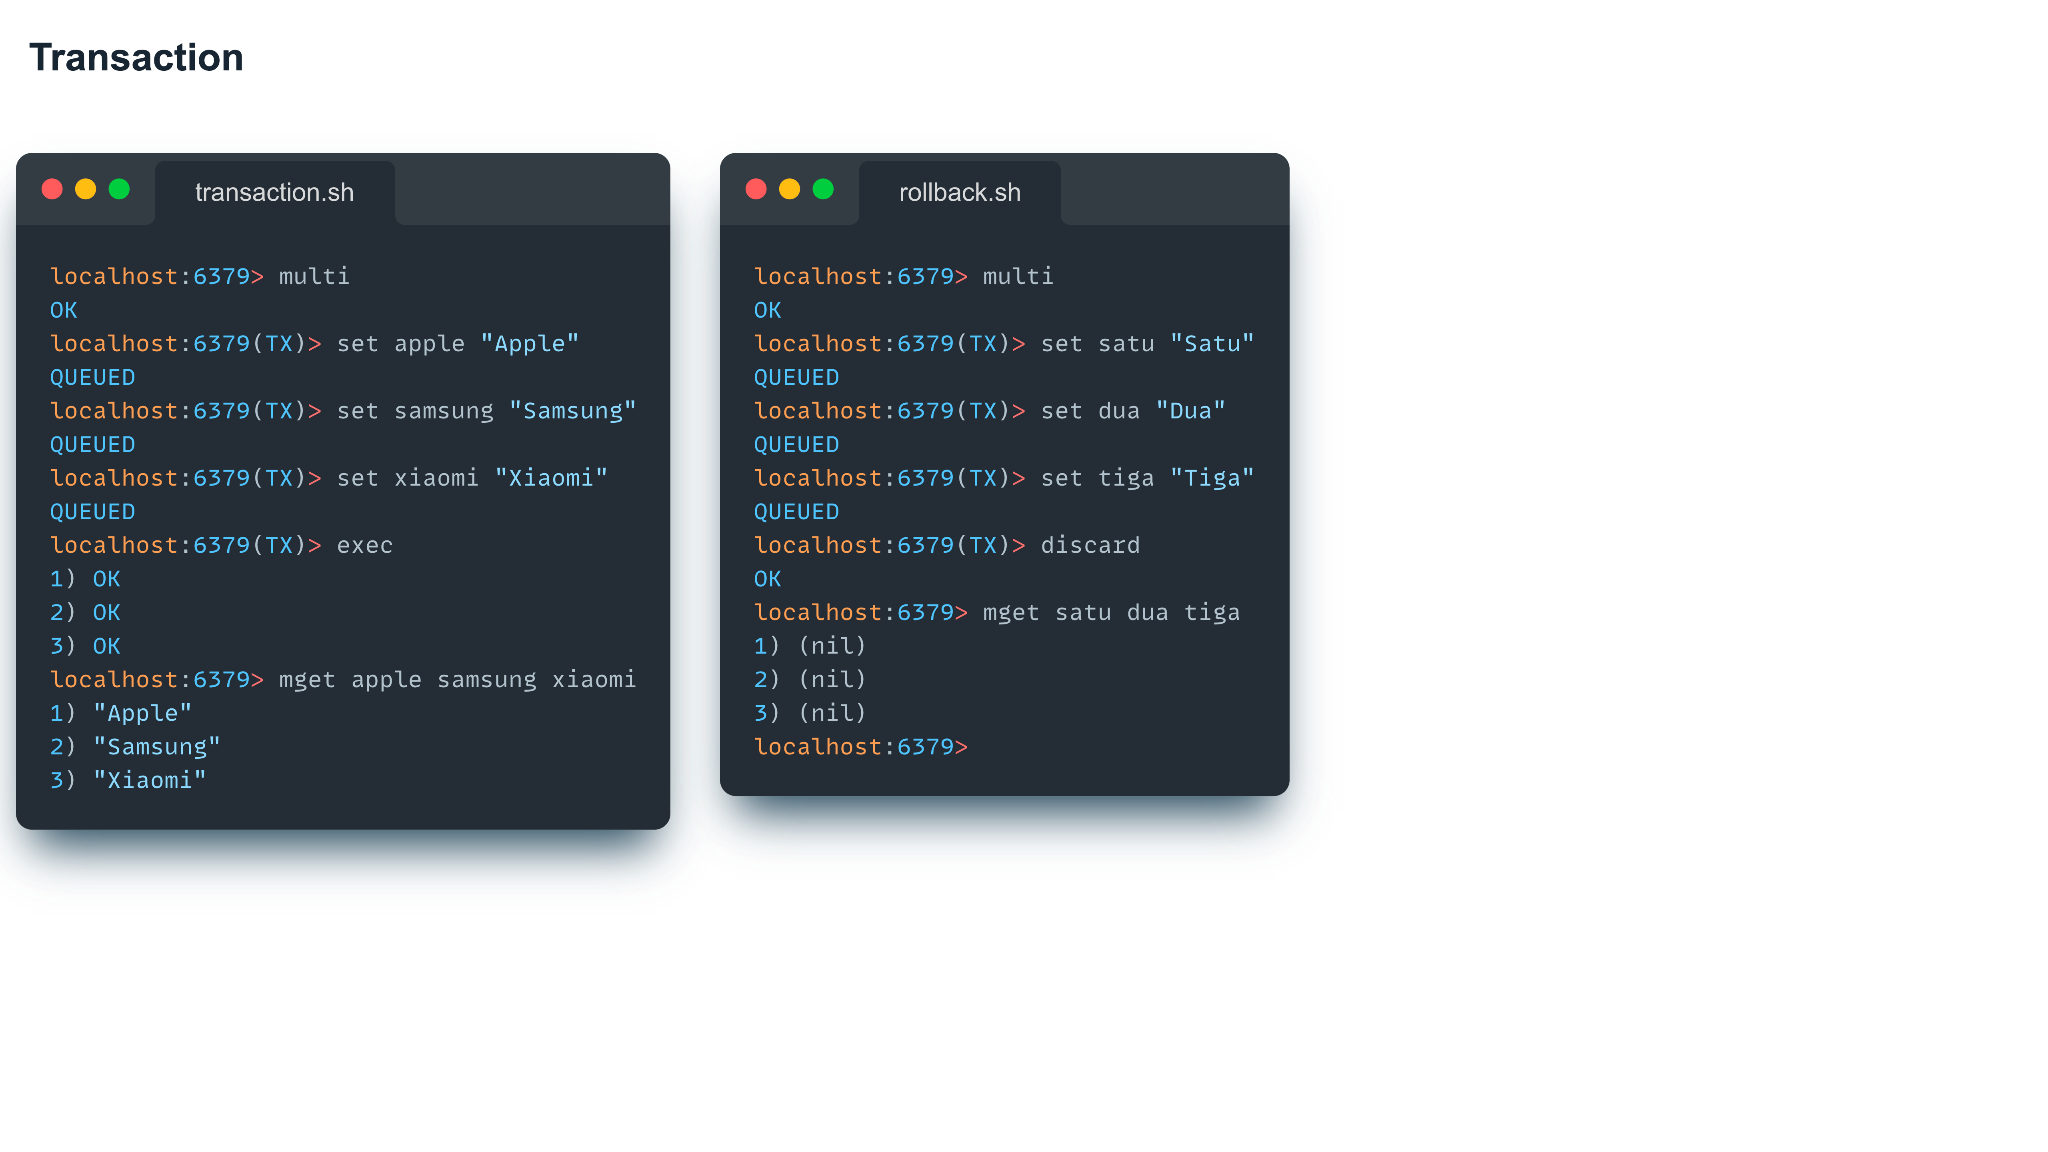 Transaction
transaction.sh
localhost:6379> multi
OK
localhost:6379(TX)> set apple "Apple"
QUEUED
localhost:6379(TX)> set samsung "Samsung"
QUEUED
localhost:6379(TX)> set xiaomi "Xiaomi"
QUEUED
localhost:6379(TX)> exec
1) OK
2) OK
3) OK
localhost:6379> mget apple samsung xiaomi
1) "Apple"
2) "Samsung"
3) "Xiaomi"
rollback.sh
localhost:6379> multi
OK
localhost:6379(TX)> set satu "Satu"
QUEUED
localhost:6379(TX)> set dua "Dua"
QUEUED
localhost:6379(TX)> set tiga "Tiga"
QUEUED
localhost:6379(TX)> discard
OK
localhost:6379> mget satu dua tiga
1) (nil)
2) (nil)
3) (nil)
localhost:6379>